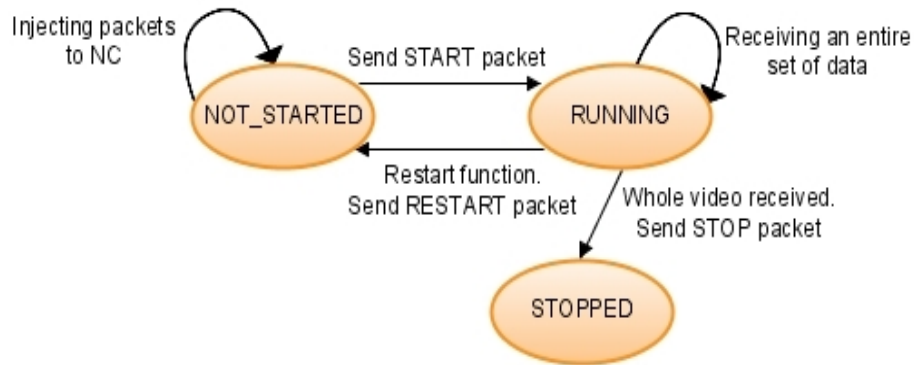 Injecting packets
to NC
Send START packet
Receiving an entire
set of data
NOT_STARTED
RUNNING
Restart function.
Send RESTART packet
Whole video received.
Send STOP packet
STOPPED